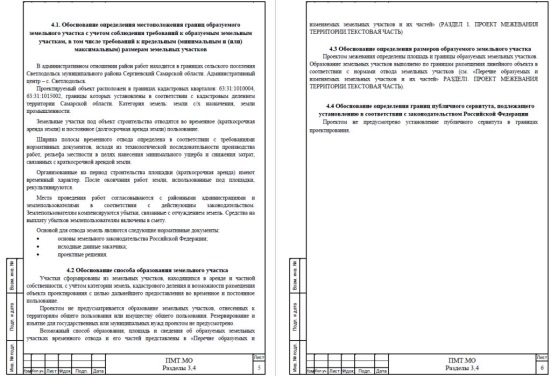 4.1. Обоснование определения местоположения границ образуемого
земельного участка с учетом соблюдения требований к образуемым земельным
участкам, в том числе требований к предельным (минимальным и (или)
максимальным) размерам земельных участков
В административном отношении район работ находится в границах сельского поселения
Светлодольск муниципального района Сергиевский Самарской области. Административный
центр – с. Светлодольск.
Проектируемый объект расположен в границах кадастровых кварталов: 63:31:1010004,
63:31:1015002, границы которых установлены в соответствии с кадастровым делением
территории Самарской области. Категория земель: земли с/х назначения, земли
промышленности.
Земельные участки под объект строительства отводятся во временное (краткосрочная
аренда земли) и постоянное (долгосрочная аренда земли) пользование.
Ширина полосы временного отвода определена в соответствии с требованиями
нормативных документов, исходя из технологической последовательности производства
работ, рельефа местности в целях нанесения минимального ущерба и снижения затрат,
связанных с краткосрочной арендой земли.
Организованные на период строительства площадки (краткосрочная аренда) имеют
временный характер. После окончания работ земли, использованные под площадки,
рекультивируются.
Места проведения работ согласовываются с районными администрациями и
землепользователями в соответствии с действующим законодательством.
Землепользователям компенсируются убытки, связанные с отчуждением земель. Средства на
выплату убытков землепользователям включены в смету.
Основой для отвода земель являются следующие нормативные документы:
• основы земельного законодательства Российской Федерации;
• исходные данные заказчика;
• проектные решения.
4.2 Обоснование способа образования земельного участка
Участки сформированы из земельных участков, находящихся в аренде и частной
собственности, с учётом категории земель, кадастрового деления и возможности размещения
объекта проектирования с целью дальнейшего предоставления во временное и постоянное
пользование.
Проектом не предусматривается образование земельных участков, отнесенных к
территориям общего пользования или имуществу общего пользования. Резервирование и
изъятие для государственных или муниципальных нужд проектом не предусмотрено.
Возможный способ образования, площадь и сведения об образуемых земельных
участках временного отвода и его частей представлены в «Перечне образуемых и
Взам. инв. №
Подп. и дата
Инв. № подл.
Изм. Кол.уч. Лист №док. Подп. Дата
ПМТ.МО
Разделы 3,4
Лист
5
изменяемых земельных участков и их частей» (РАЗДЕЛ 1. ПРОЕКТ МЕЖЕВАНИЯ
ТЕРРИТОРИИ.ТЕКСТОВАЯ ЧАСТЬ)
4.3 Обоснование определения размеров образуемого земельного участка
Проектом межевания определены площадь и границы образуемых земельных участков.
Образование земельных участков выполнено по границам размещения линейного объекта в
соответствии с нормами отвода земельных участков (см. «Перечне образуемых и
изменяемых земельных участков и их частей» РАЗДЕЛ1. ПРОЕКТ МЕЖЕВАНИЯ
ТЕРРИТОРИИ.ТЕКСТОВАЯ ЧАСТЬ)
4.4 Обоснование определения границ публичного сервитута, подлежащего
установлению в соответствии с законодательством Российской Федерации
Проектом не предусмотрено установление публичного сервитута в границах
проектирования.
Взам. инв. №
Подп. и дата
Инв. № подл.
Изм. Кол.уч. Лист №док. Подп. Дата
ПМТ.МО
Разделы 3,4
Лист
6